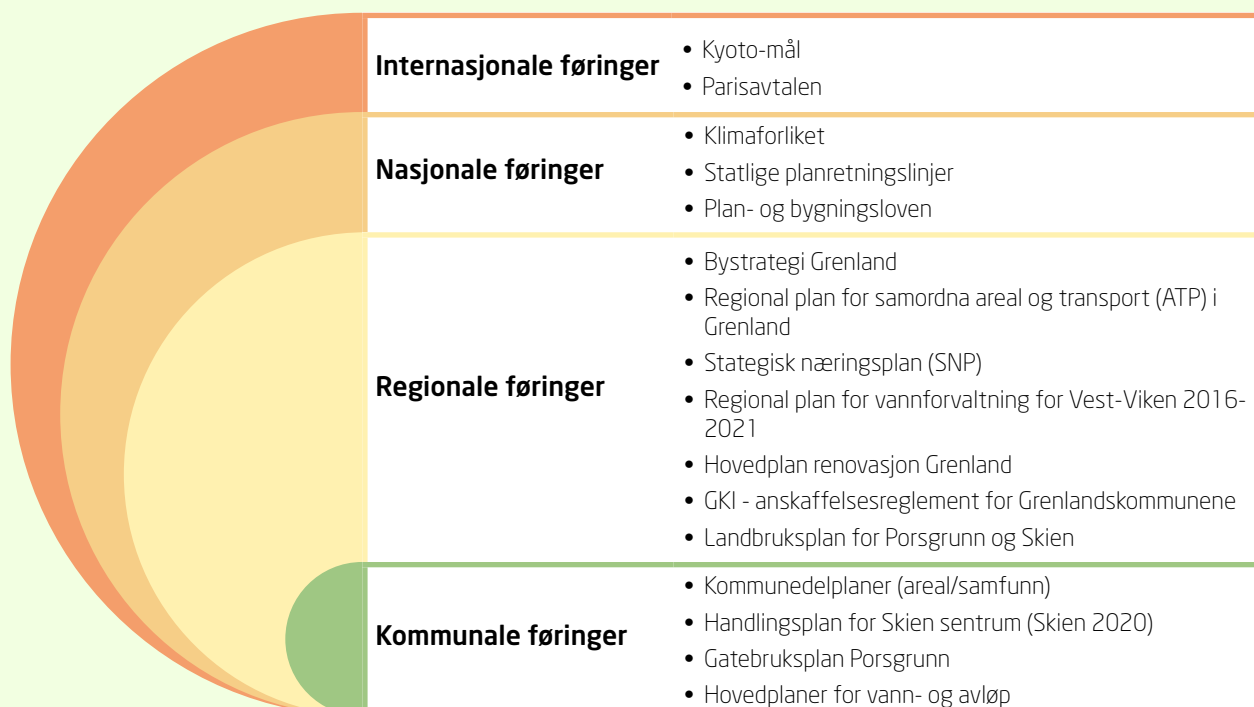 Internasjonale føringer
• Kyoto-mål
• Parisavtalen
Nasjonale føringer
• Klimaforliket
• Statlige planretningslinjer
• Plan- og bygningsloven
Regionale føringer
• Bystrategi Grenland
• Regional plan for samordna areal og transport (ATP) i
Grenland
• Stategisk næringsplan (SNP)
• Regional plan for vannforvaltning for Vest-Viken 2016-
2021
• Hovedplan renovasjon Grenland
• GKI - anskaffelsesreglement for Grenlandskommunene
• Landbruksplan for Porsgrunn og Skien
Kommunale føringer
• Kommunedelplaner (areal/samfunn)
• Handlingsplan for Skien sentrum (Skien 2020)
• Gatebruksplan Porsgrunn
• Hovedplaner for vann- og avløp